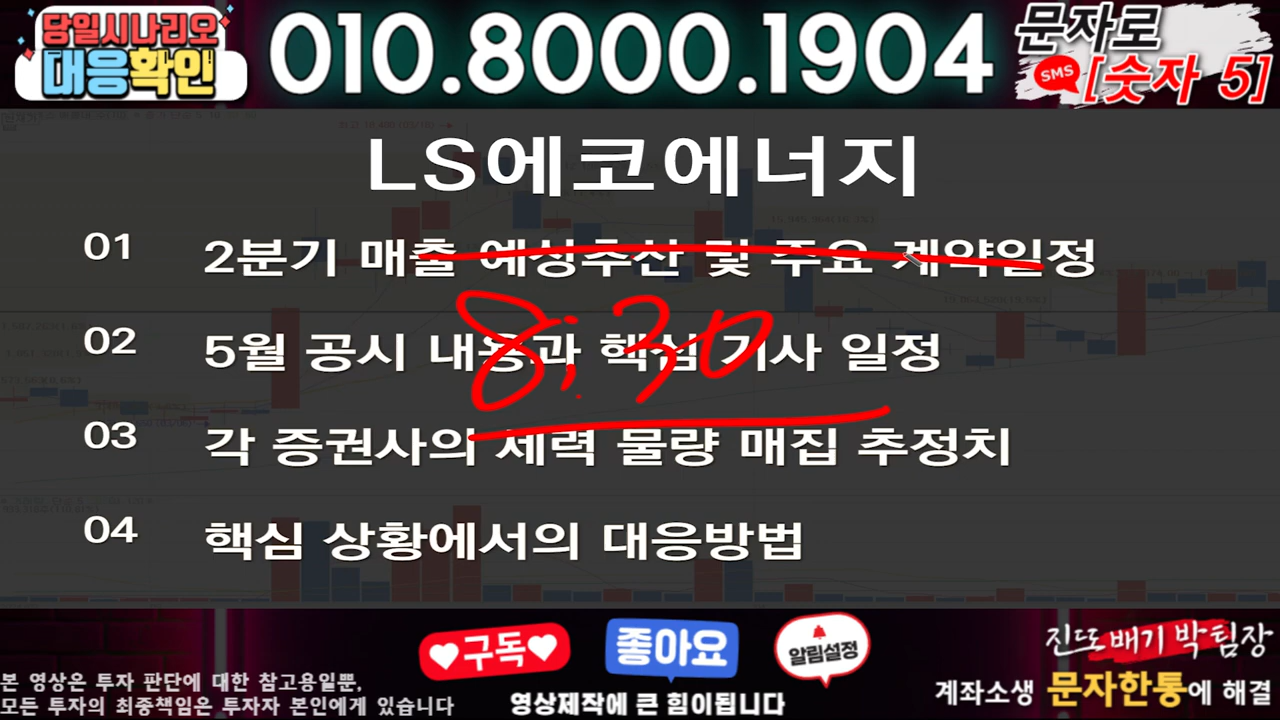 당일시나리오
대응확인
010.8000.1904
문자로
SMS [숫자 5]
LS에코에너지
01 2분기 매출 예상추산 및 주요 계약일정
8:30
02 5월 공시 내용과 핵심 기사 일정
03 각 증권사의 세력 물량 매집 추정치
04 핵심 상황에서의 대응방법
구독
좋아요
알림설정
영상제작에 큰 힘이됩니다
본 영상은 투자 판단에 대한 참고용일뿐,
모든 투자의 최종책임은 투자자 본인에게 있습니다
진또배기 박팀장
계좌소생 문자한통에 해결